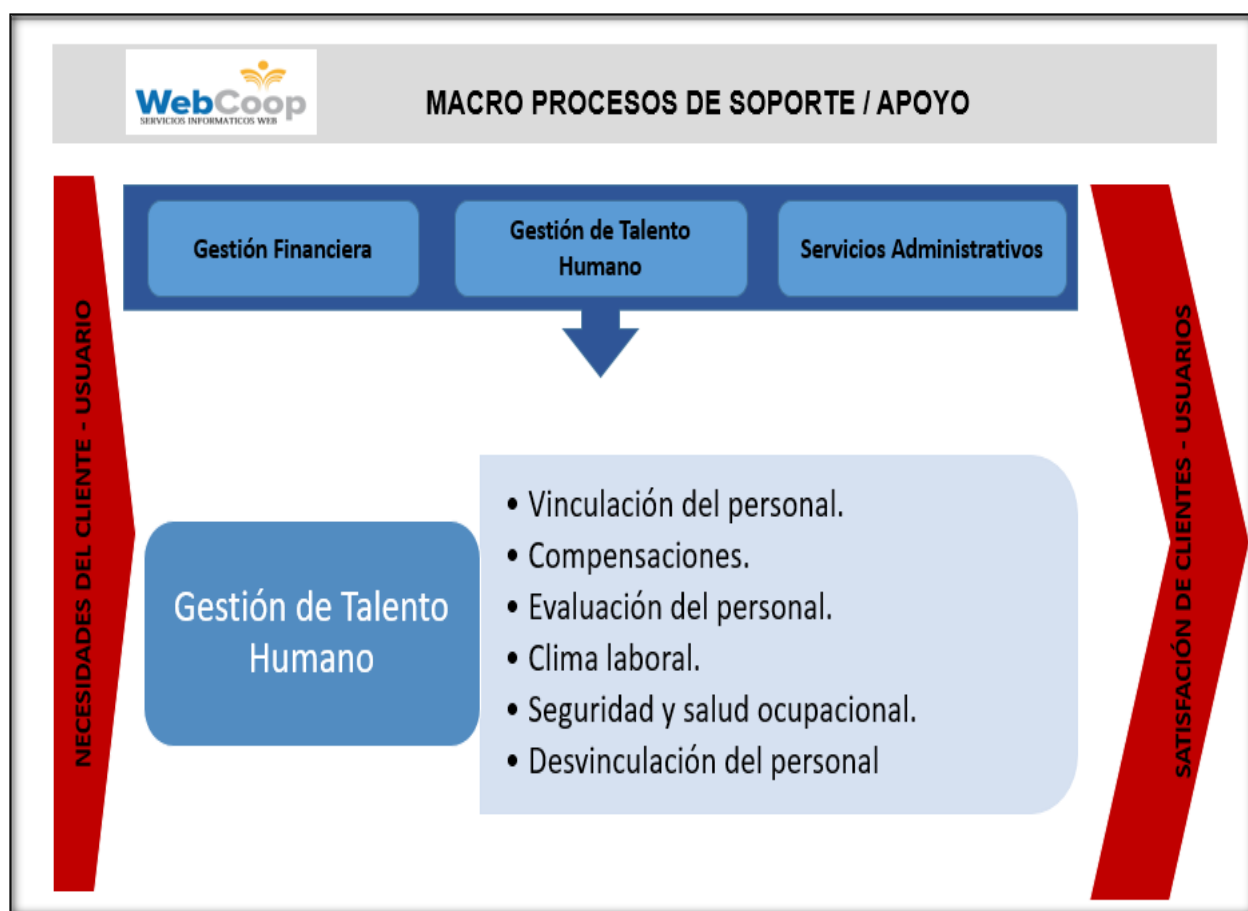 WebCoop
SERVICIOS INFORMATICOS WEB
MACRO PROCESOS DE SOPORTE / APOYO
Gestión Financiera
Gestión de Talento
Humano
Servicios Administrativos
NECESIDADES DEL CLIENTE - USUARIO
Gestión de Talento
Humano
• Vinculación del personal.
• Compensaciones.
• Evaluación del personal.
• Clima laboral.
• Seguridad y salud ocupacional.
• Desvinculación del personal
SATISFACCIÓN DE CLIENTES - USUARIOS